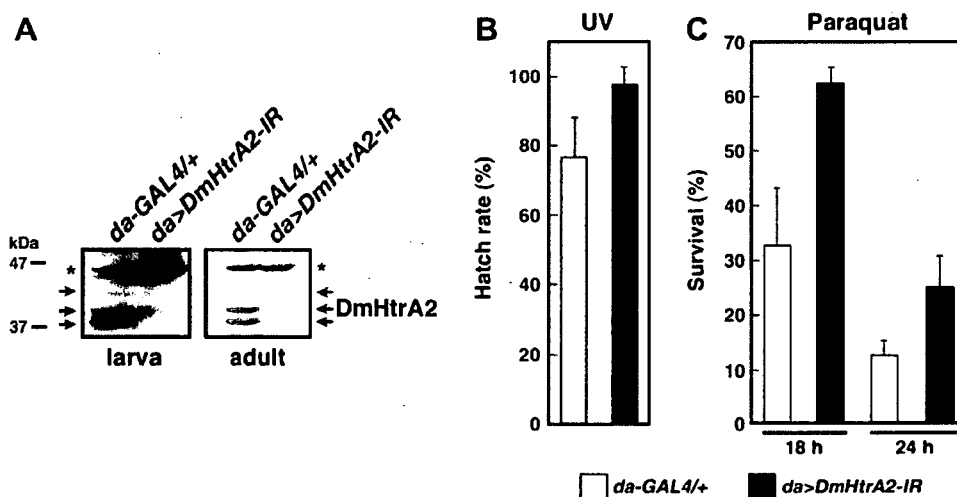 A
da-GAL4/+
da>DmHtrA2-IR
da-GAL4/+
da>DmHtrA2-IR
kDa
47
*
*
DmHtrA2
37
larva
adult
B
UV
Hatch rate (%)
100
80
60
40
20
0
C
Paraquat
Survival (%)
70
60
50
40
30
20
10
0
18 h
24 h
da-GAL4/+
da>DmHtrA2-IR